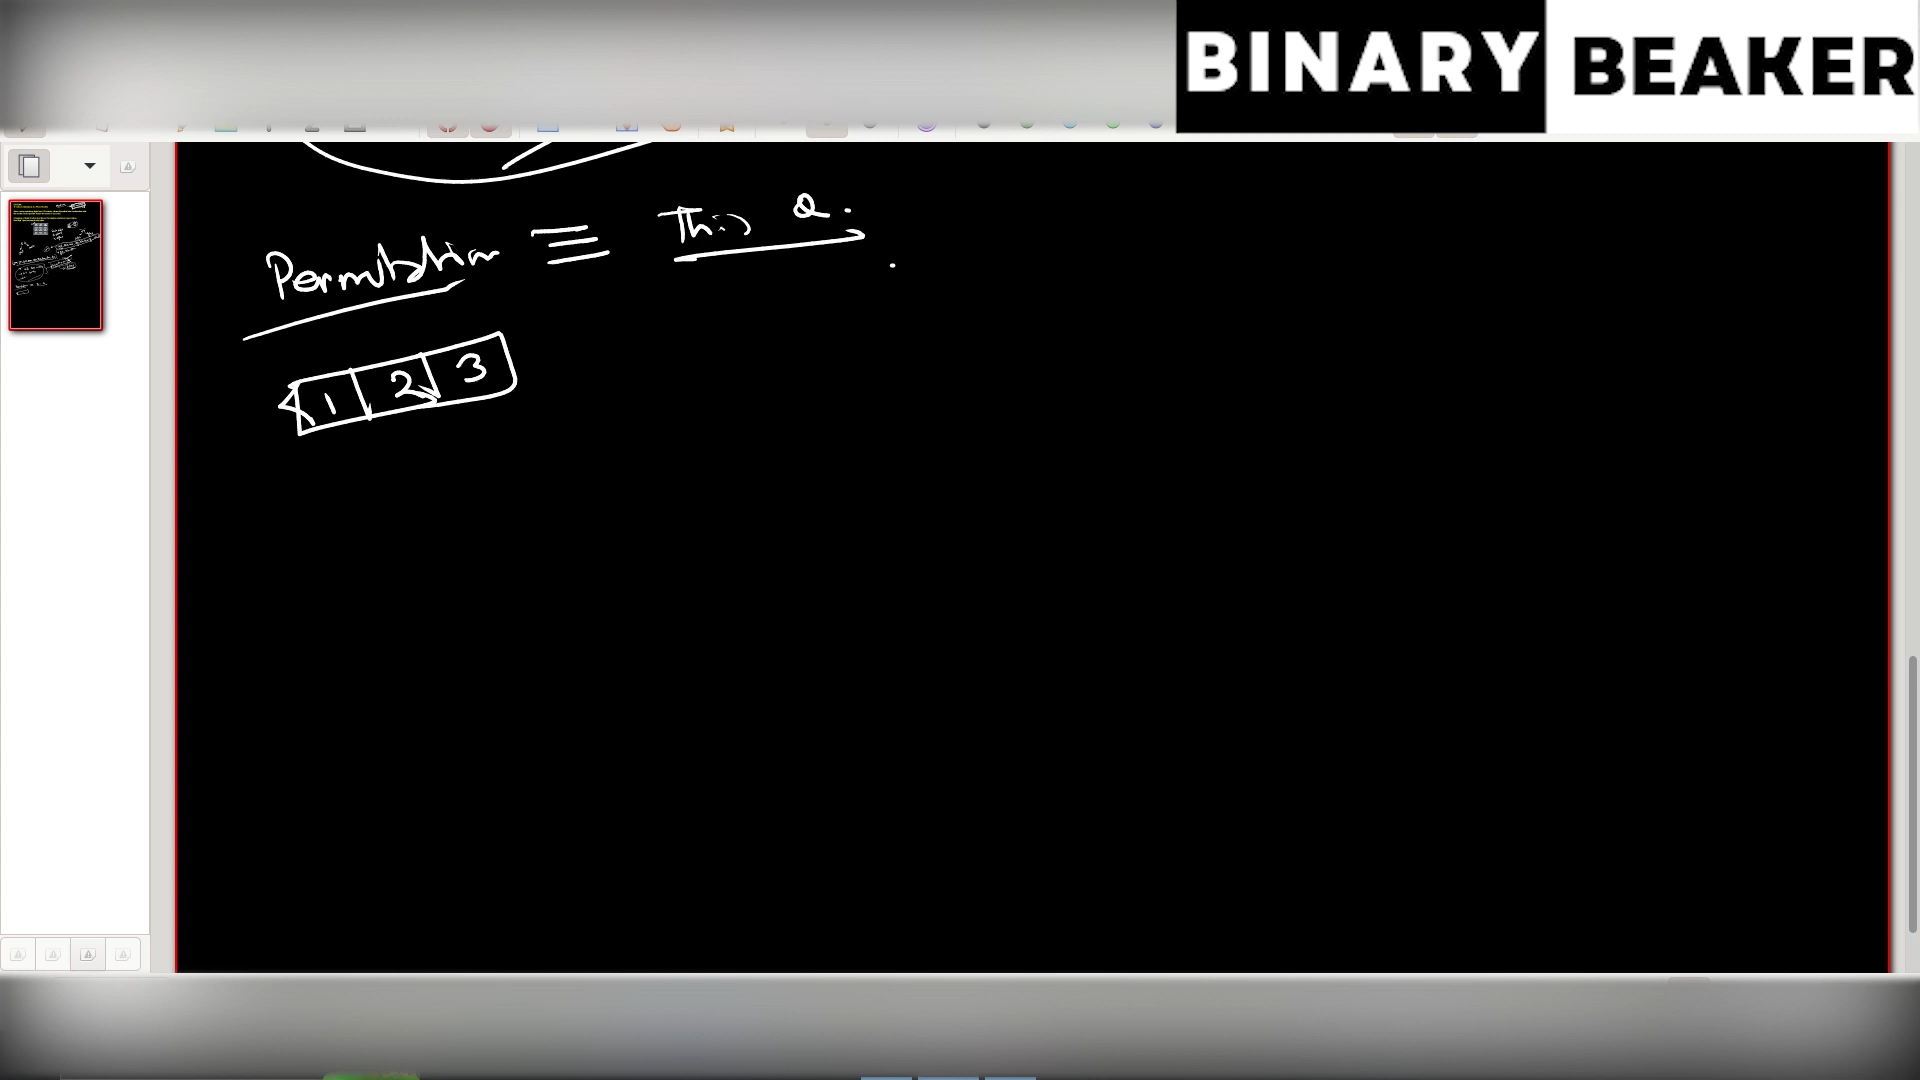 BINARY BEAKER
Permutation ≡ This Q.
1 2 3